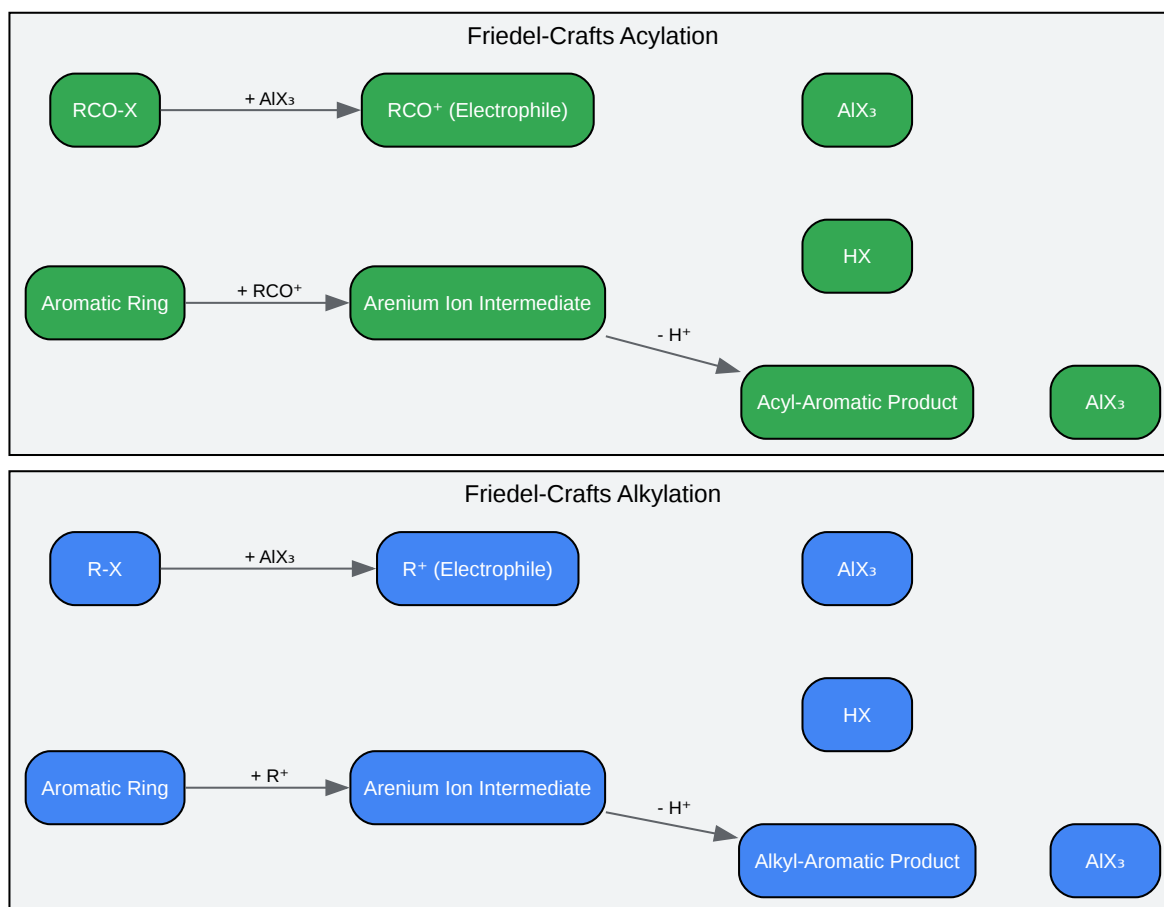 Friedel-Crafts Acylation
RCO-X
+ AlX₃
RCO⁺ (Electrophile)
AlX₃
HX
Aromatic Ring
+ RCO⁺
Arenium Ion Intermediate
- H⁺
Acyl-Aromatic Product
AlX₃
Friedel-Crafts Alkylation
R-X
+ AlX₃
R⁺ (Electrophile)
AlX₃
HX
Aromatic Ring
+ R⁺
Arenium Ion Intermediate
- H⁺
Alkyl-Aromatic Product
AlX₃